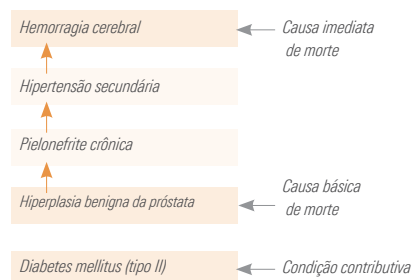 Hemorragia cerebral
Causa imediata
de morte
Hipertensão secundária
Pielonefrite crônica
Hiperplasia benigna da próstata
Causa básica
de morte
Diabetes mellitus (tipo II)
Condição contributiva